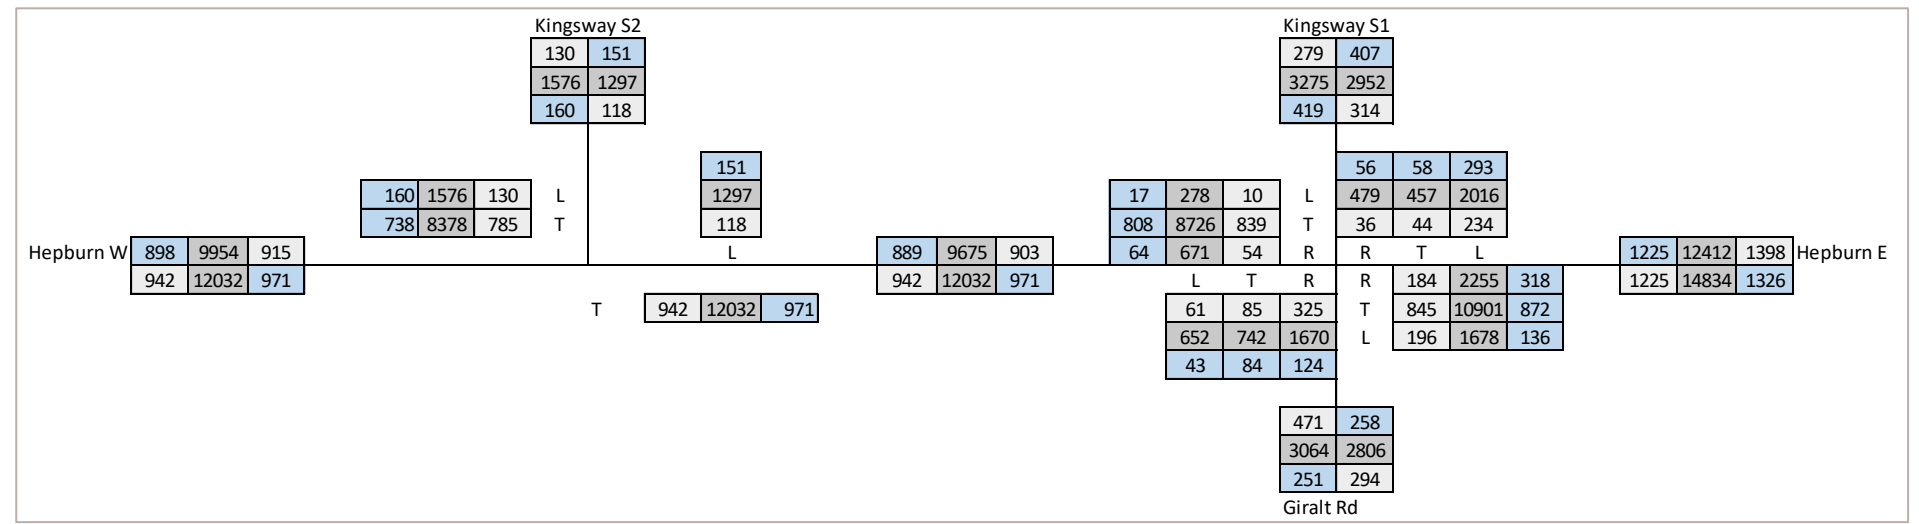 Kingsway S2 Kingsway S1
130 151 279 407
1576 1297 3275 2952
160 118 419 314
151 56 58 293
160 1576 130 L 1297 17 278 10 L 479 457 2016
738 8378 785 T 118 808 8726 839 T 36 44 234
Hepburn W 898 9954 915 L 889 9675 903 64 671 54 R R T L 1225 12412 1398 Hepburn E
942 12032 971 942 12032 971 L T R R 184 2255 318 1225 14834 1326
T 942 12032 971 61 85 325 T 845 10901 872
652 742 1670 L 196 1678 136
43 84 124
471 258
3064 2806
251 294
Giralt Rd